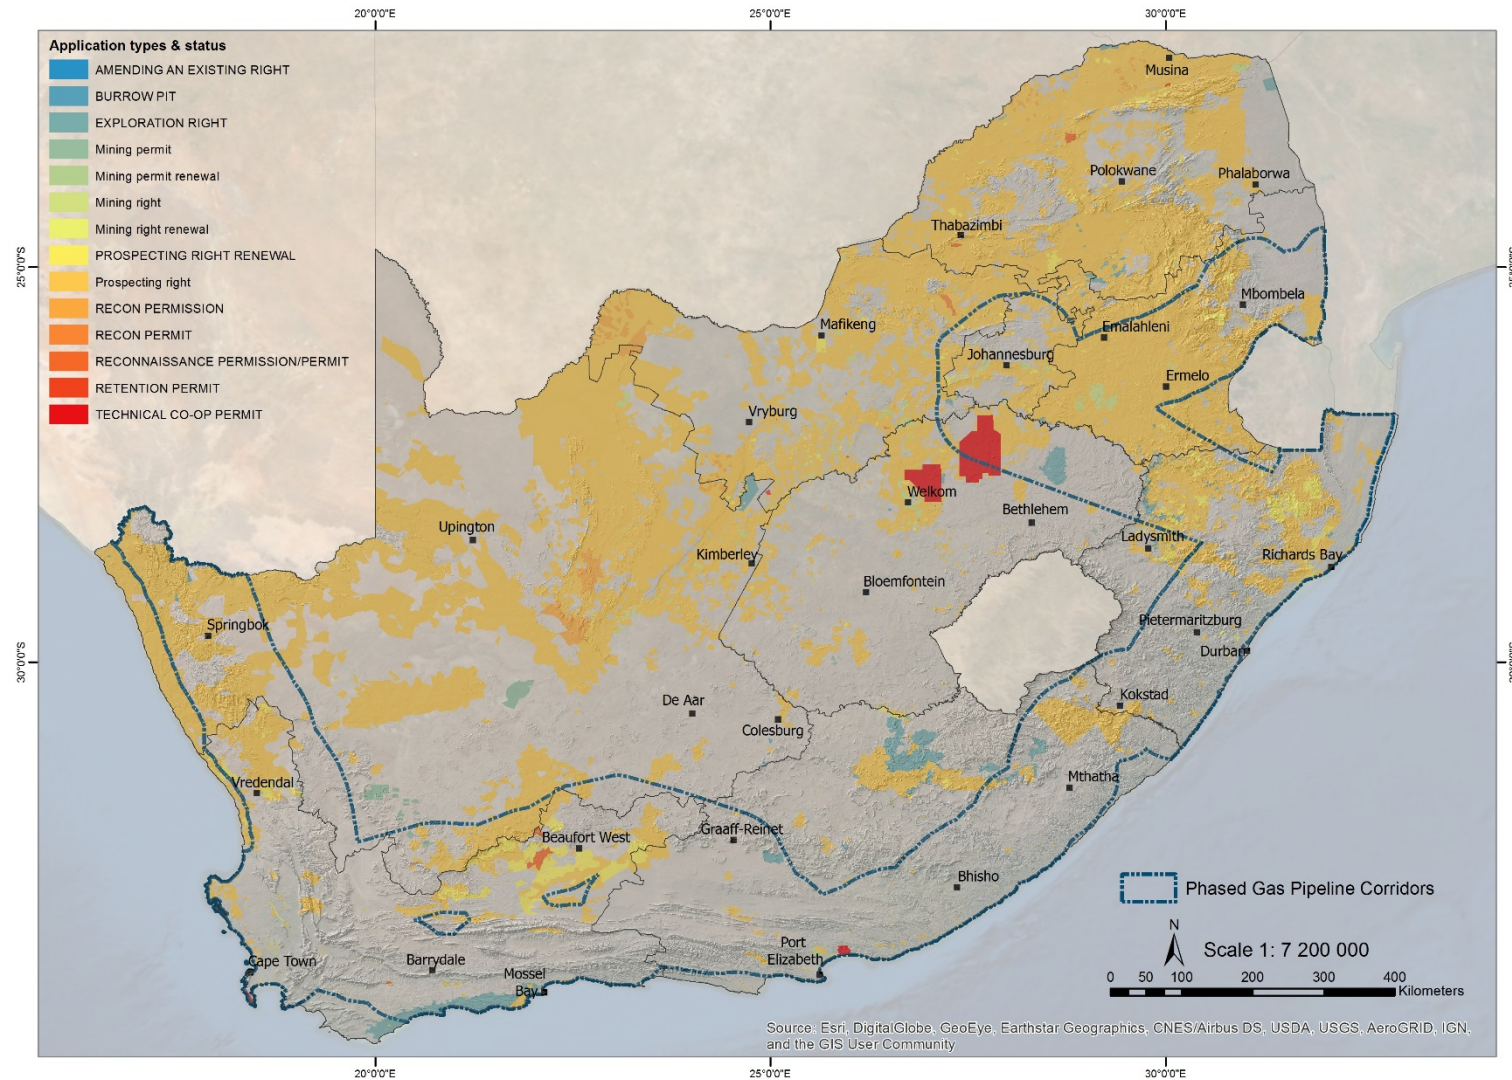 20°0'0"E
25°0'0"E
30°0'0"E
Application types & status
AMENDING AN EXISTING RIGHT
BURROW PIT
EXPLORATION RIGHT
Mining permit
Mining permit renewal
Mining right
Mining right renewal
PROSPECTING RIGHT RENEWAL
Prospecting right
RECON PERMISSION
RECON PERMIT
RECONNAISSANCE PERMISSION/PERMIT
RETENTION PERMIT
TECHNICAL CO-OP PERMIT
25°0'0"S
30°0'0"S
Musina
Polokwane
Phalaborwa
Thabazimbi
Mbombela
Mafikeng
Emalahleni
Johannesburg
Ermelo
Vryburg
Welkom
Bethlehem
Upington
Ladysmith
Kimberley
Richards Bay
Bloemfontein
Springbok
Pietermaritzburg
Durban
De Aar
Kokstad
Colesburg
Vredendal
Mthatha
Beaufort West
Graaff-Reinet
Bhisho
Cape Town
Barrydale
Mossel
Bay
Port
Elizabeth
Phased Gas Pipeline Corridors
N
Scale 1: 7 200 000
0 50 100 200 300 400
Kilometers
Source: Esri, DigitalGlobe, GeoEye, Earthstar Geographics, CNES/Airbus DS, USDA, USGS, AeroGRID, IGN,
and the GIS User Community
20°0'0"E
25°0'0"E
30°0'0"E